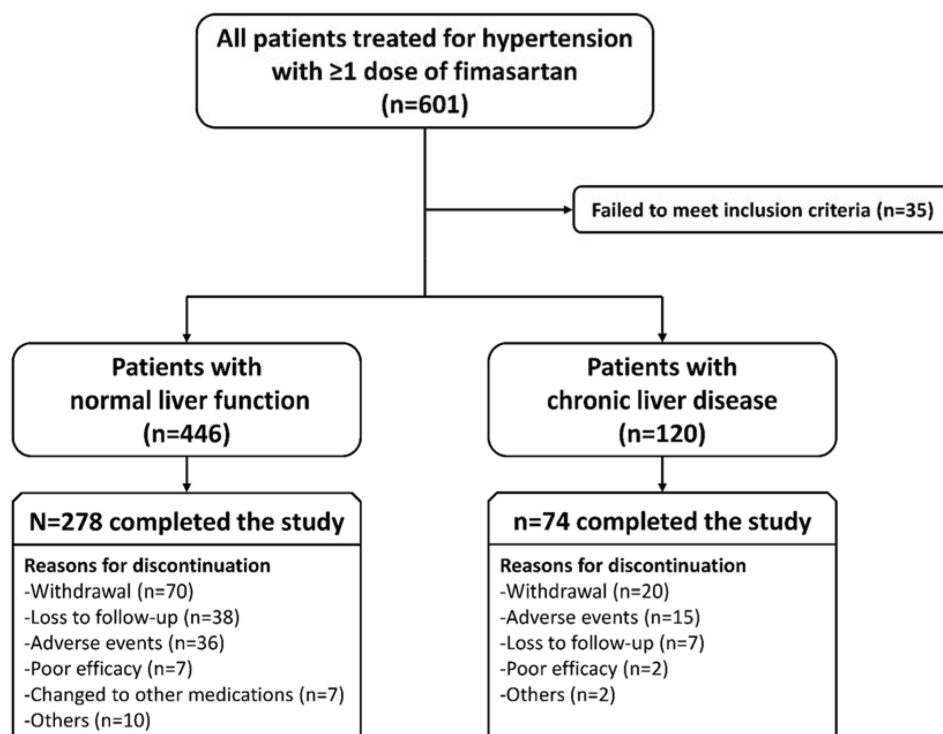 All patients treated for hypertension
with ≥1 dose of fimasartan
(n=601)
Failed to meet inclusion criteria (n=35)
Patients with
normal liver function
(n=446)
Patients with
chronic liver disease
(n=120)
N=278 completed the study
Reasons for discontinuation
-Withdrawal (n=70)
-Loss to follow-up (n=38)
-Adverse events (n=36)
-Poor efficacy (n=7)
-Changed to other medications (n=7)
-Others (n=10)
n=74 completed the study
Reasons for discontinuation
-Withdrawal (n=20)
-Adverse events (n=15)
-Loss to follow-up (n=7)
-Poor efficacy (n=2)
-Others (n=2)